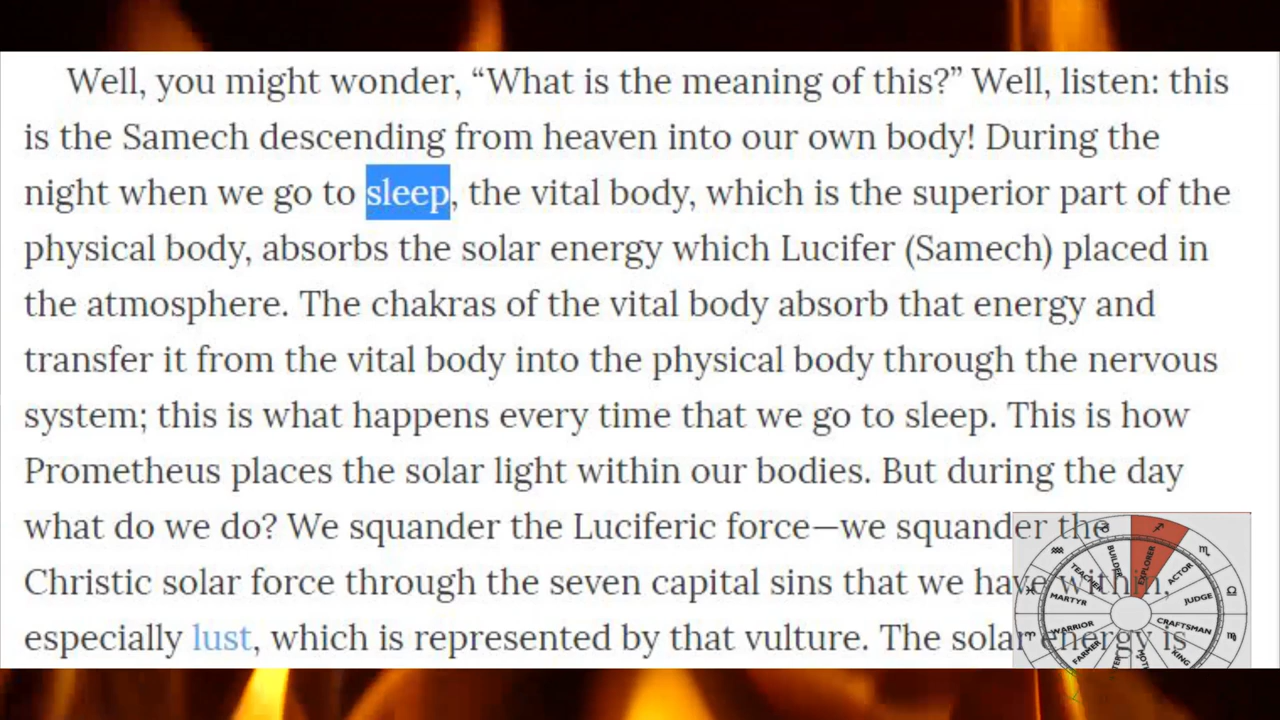 Well, you might wonder, “What is the meaning of this?” Well, listen: this
is the Samech descending from heaven into our own body! During the
night when we go to sleep, the vital body, which is the superior part of the
physical body, absorbs the solar energy which Lucifer (Samech) placed in
the atmosphere. The chakras of the vital body absorb that energy and
transfer it from the vital body into the physical body through the nervous
system; this is what happens every time that we go to sleep. This is how
Prometheus places the solar light within our bodies. But during the day
what do we do? We squander the Luciferic force—we squander the
Christic solar force through the seven capital sins that we have within,
especially lust, which is represented by that vulture. The solar energy is
BUILDER
EXPLORER
TEACHER
ACTOR
MARTYR
JUDGE
WARRIOR
CRAFTSMAN
FARMER
KING